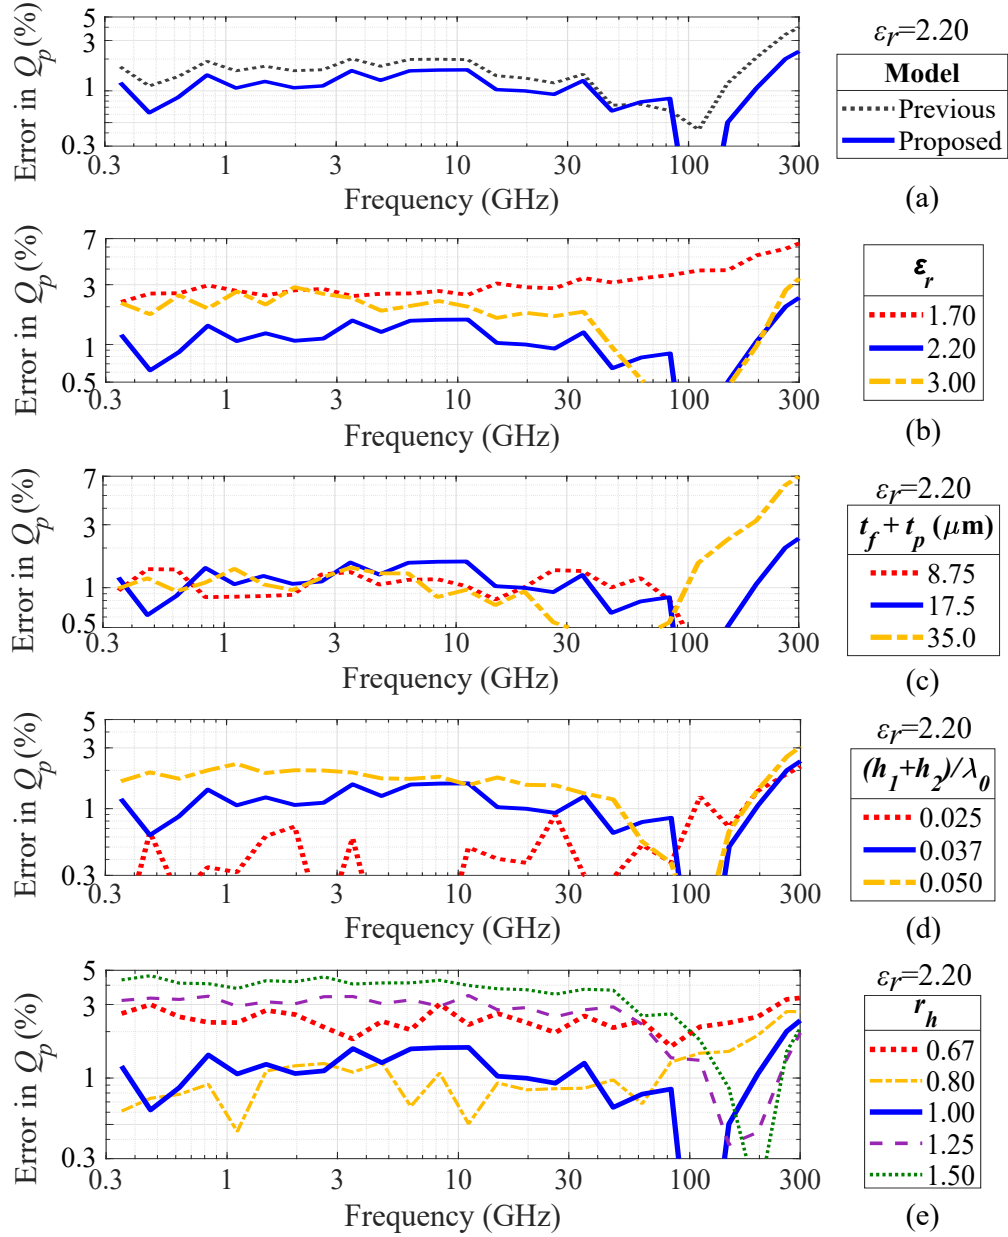 Error in Q_p (%)
5
3
1
0.3
0.3 1 3 10 30 100 300
Frequency (GHz)
ε_r=2.20
Model
Previous
Proposed
(a)
Error in Q_p (%)
7
3
1
0.5
0.3 1 3 10 30 100 300
Frequency (GHz)
ε_r
1.70
2.20
3.00
(b)
Error in Q_p (%)
7
3
1
0.5
0.3 1 3 10 30 100 300
Frequency (GHz)
ε_r=2.20
t_f + t_p (μm)
8.75
17.5
35.0
(c)
Error in Q_p (%)
5
3
1
0.3
0.3 1 3 10 30 100 300
Frequency (GHz)
ε_r=2.20
(h_1+h_2)/λ_0
0.025
0.037
0.050
(d)
Error in Q_p (%)
5
3
1
0.3
0.3 1 3 10 30 100 300
Frequency (GHz)
ε_r=2.20
r_h
0.67
0.80
1.00
1.25
1.50
(e)